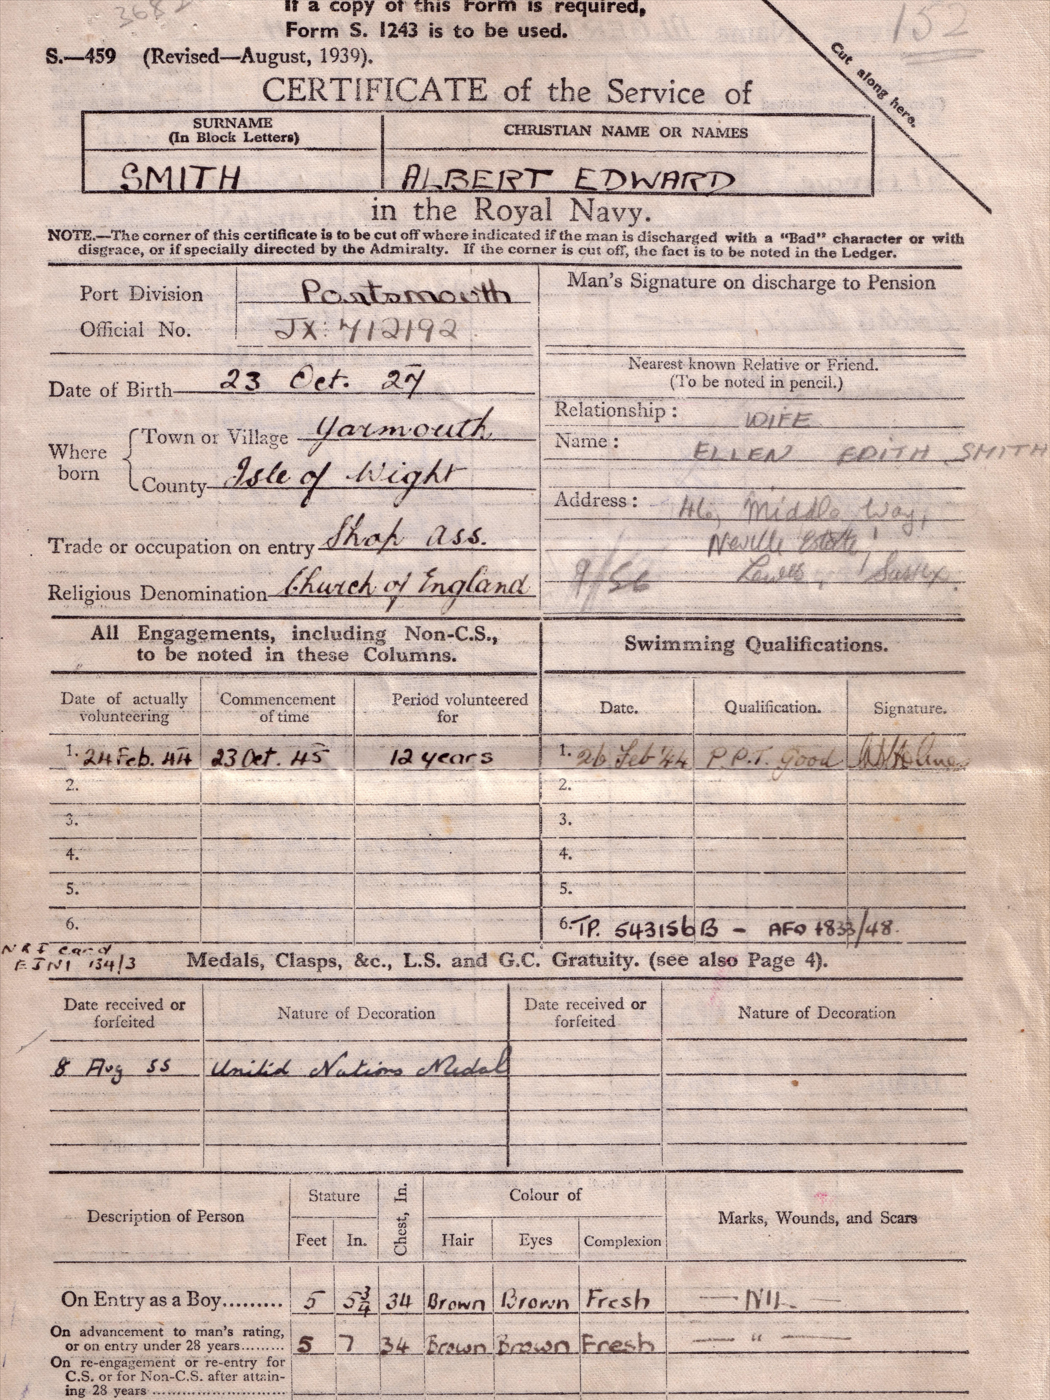 3682
152
If a copy of this Form is required,
Form S. 1243 is to be used.
S.—459 (Revised—August, 1939).
Cut along here.
CERTIFICATE of the Service of
SURNAME
(In Block Letters)
CHRISTIAN NAME OR NAMES
SMITH
ALBERT EDWARD
in the Royal Navy.
NOTE.—The corner of this certificate is to be cut off where indicated if the man is discharged with a "Bad" character or with
disgrace, or if specially directed by the Admiralty. If the corner is cut off, the fact is to be noted in the Ledger.
Port Division Portsmouth
Official No. JX: 712192
Man's Signature on discharge to Pension
Date of Birth 23 Oct. 27
Where born
Town or Village Yarmouth
County Isle of Wight
Trade or occupation on entry Shop Ass.
Religious Denomination Church of England
Nearest known Relative or Friend.
(To be noted in pencil.)
Relationship: WIFE
Name: ELLEN EDITH SMITH
Address: 46, Middle Way,
Neville Estate,
Lewes, Sussex
9/56
All Engagements, including Non-C.S.,
to be noted in these Columns.
Swimming Qualifications.
Date of actually volunteering
Commencement of time
Period volunteered for
Date.
Qualification.
Signature.
1. 24 Feb. 44 23 Oct. 45 12 years
1. 26 Feb '44 P.P.T. Good
2.
2.
3.
3.
4.
4.
5.
5.
6.
6. TP. 543156B - AFO 1833/48.
134/3
Medals, Clasps, &c., L.S. and G.C. Gratuity. (see also Page 4).
Date received or forfeited
Nature of Decoration
Date received or forfeited
Nature of Decoration
8 Aug 55 United Nations Medal
Description of Person
Stature
Feet
In.
Chest, In.
Colour of
Hair
Eyes
Complexion
Marks, Wounds, and Scars
On Entry as a Boy......... 5 5¾ 34 Brown Brown Fresh — NIL —
On advancement to man's rating,
or on entry under 28 years......... 5 7 34 Brown Brown Fresh — " —
On re-engagement or re-entry for
C.S. or for Non-C.S. after attain-
ing 28 years